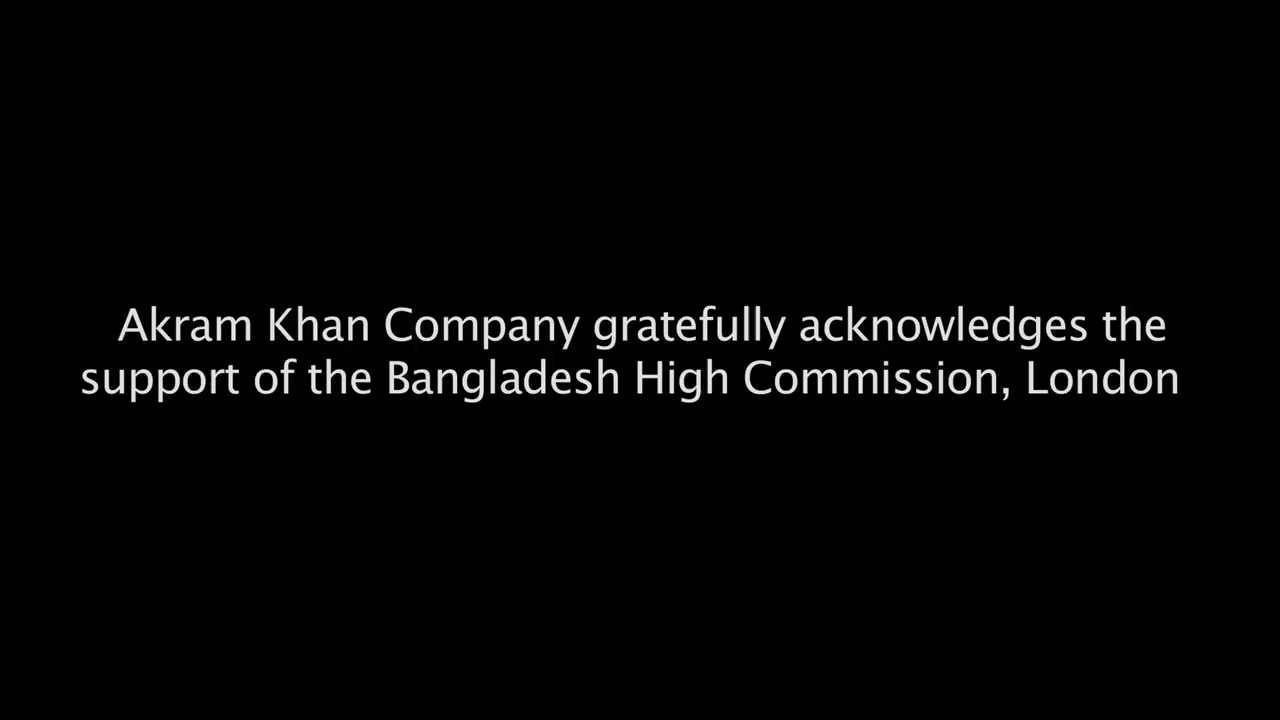 Akram Khan Company gratefully acknowledges the
support of the Bangladesh High Commission, London